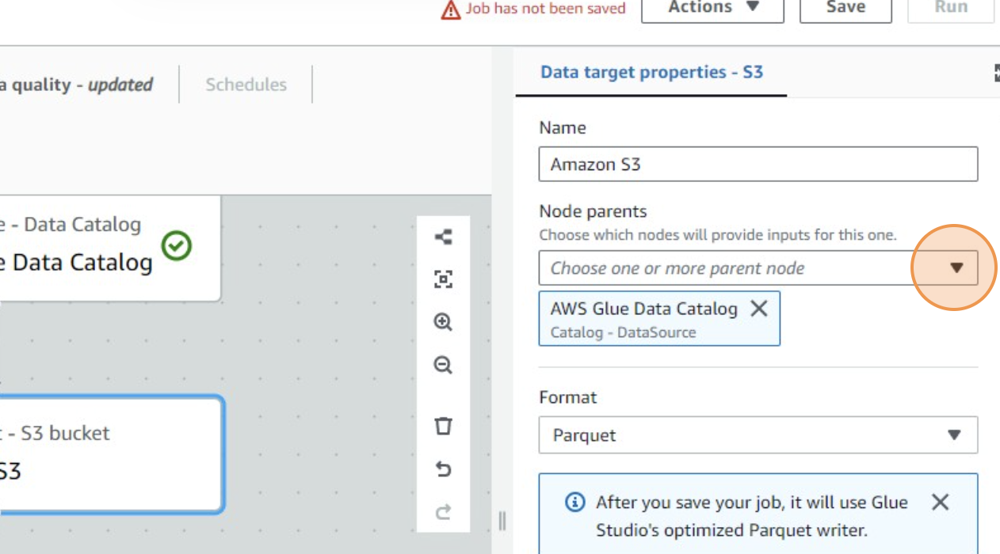 Job has not been saved
Actions
Save
Run
a quality - updated
Schedules
Data target properties - S3
Name
Amazon S3
Node parents
Choose which nodes will provide inputs for this one.
Choose one or more parent node
AWS Glue Data Catalog
Catalog - DataSource
Format
Parquet
After you save your job, it will use Glue
Studio's optimized Parquet writer.
e - Data Catalog
e Data Catalog
- S3 bucket
S3